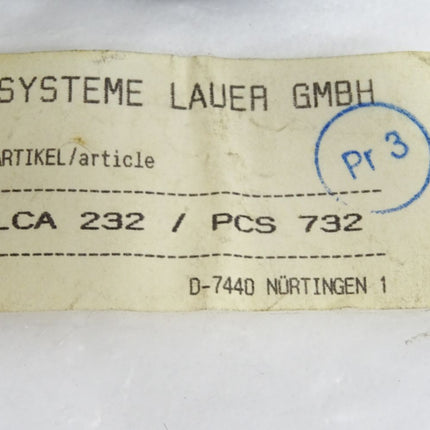 SYSTEME LAUER GMBH
ARTIKEL/article
Pr 3
LCA 232 / PCS 732
D-7440 NÜRTINGEN 1